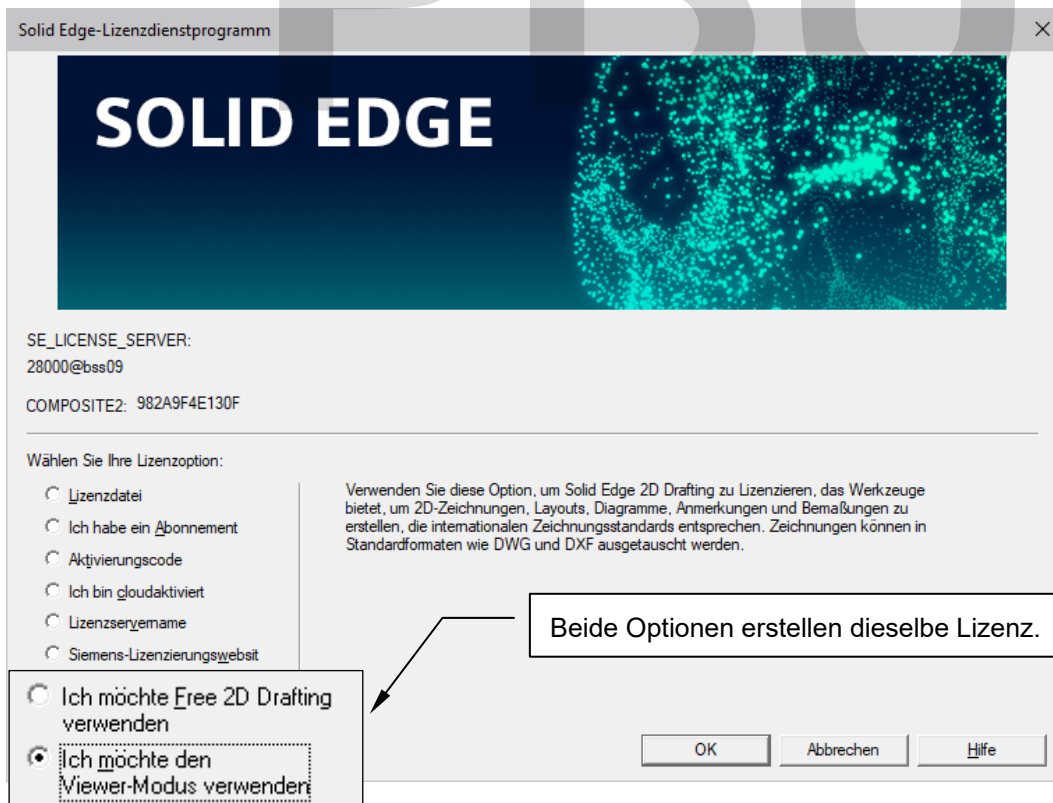 PBU
Solid Edge-Lizenzdienstprogramm
SOLID EDGE
SE_LICENSE_SERVER:
28000@bss09
COMPOSITE2: 982A9F4E130F
Wählen Sie Ihre Lizenzoption:
Lizenzdatei
Ich habe ein Abonnement
Aktivierungscode
Ich bin cloudaktiviert
Lizenzservername
Siemens-Lizenzierungswebsit
Ich möchte Free 2D Drafting
verwenden
Ich möchte den
Viewer-Modus verwenden
Verwenden Sie diese Option, um Solid Edge 2D Drafting zu Lizenzieren, das Werkzeuge
bietet, um 2D-Zeichnungen, Layouts, Diagramme, Anmerkungen und Bemaßungen zu
erstellen, die internationalen Zeichnungsstandards entsprechen. Zeichnungen können in
Standardformaten wie DWG und DXF ausgetauscht werden.
Beide Optionen erstellen dieselbe Lizenz.
OK
Abbrechen
Hilfe